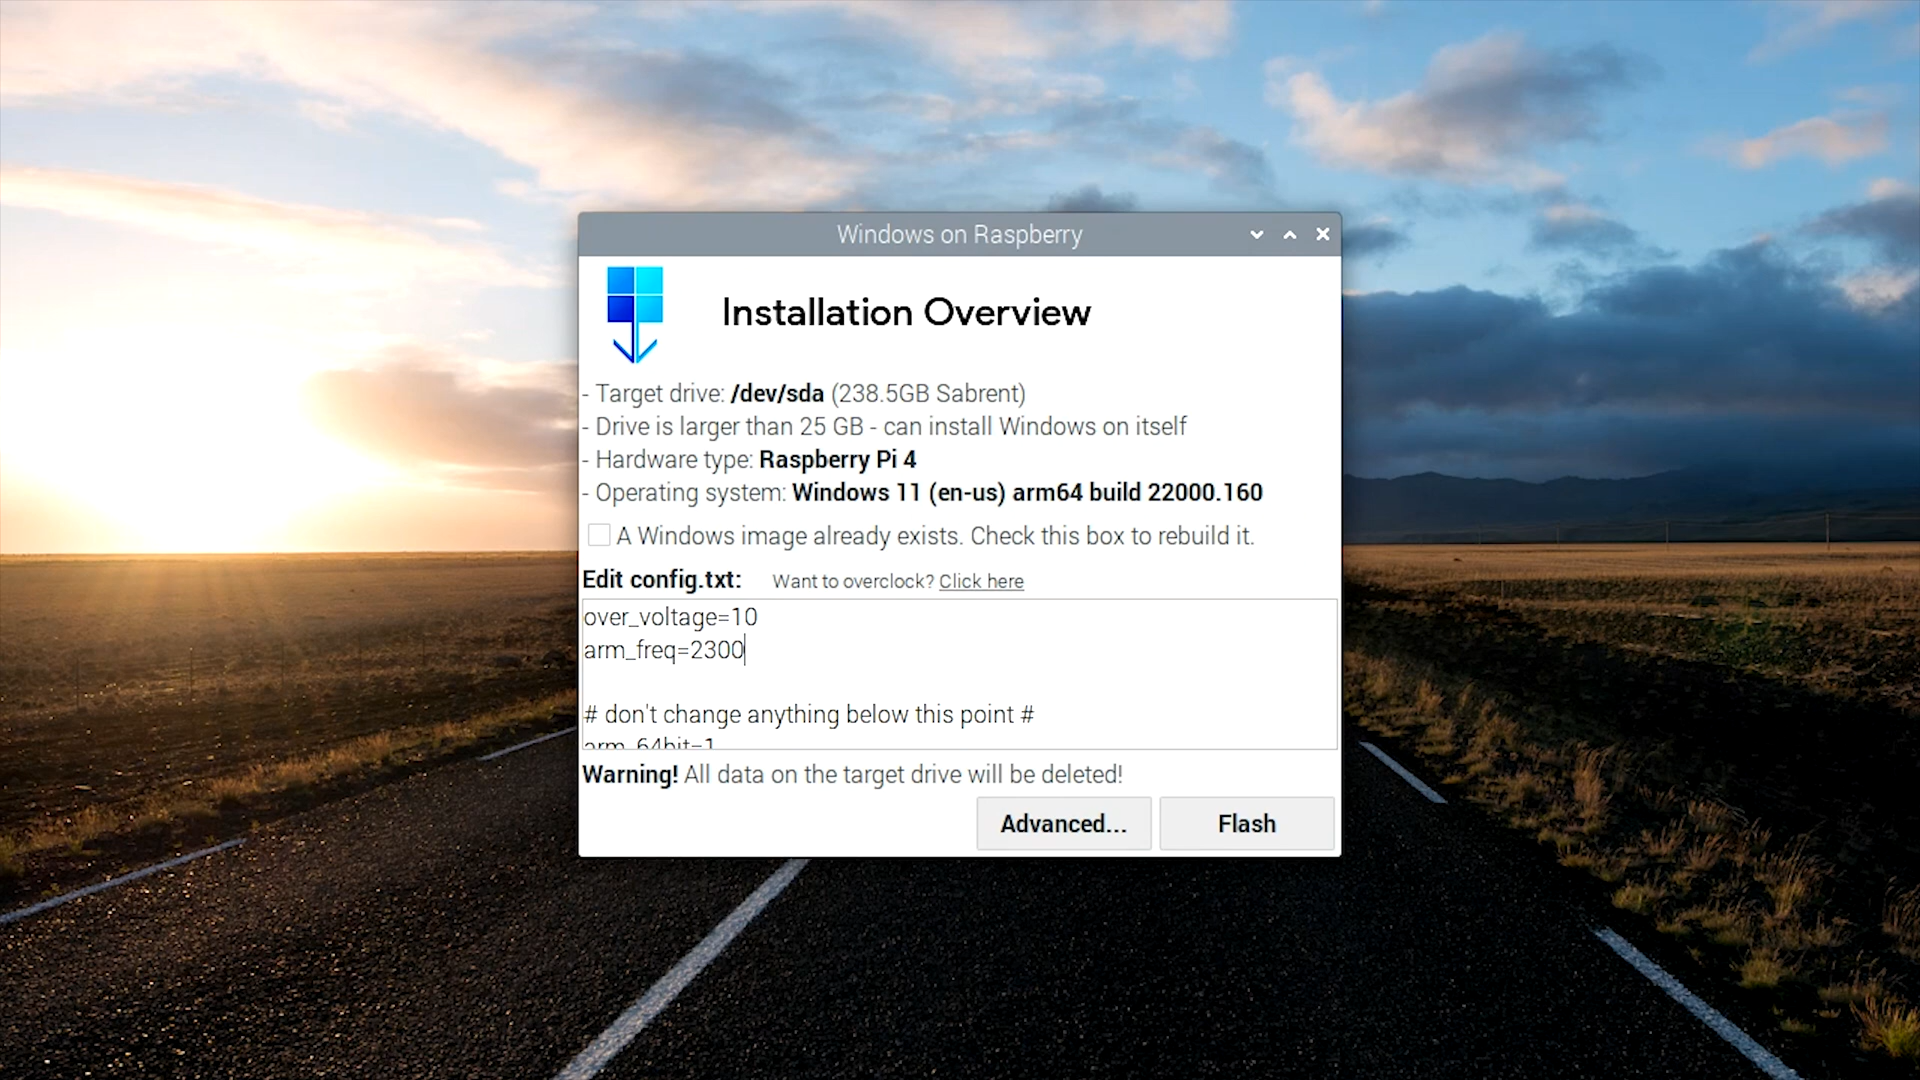 Windows on Raspberry
Installation Overview
- Target drive: /dev/sda (238.5GB Sabrent)
- Drive is larger than 25 GB - can install Windows on itself
- Hardware type: Raspberry Pi 4
- Operating system: Windows 11 (en-us) arm64 build 22000.160
A Windows image already exists. Check this box to rebuild it.
Edit config.txt: Want to overclock? Click here
over_voltage=10
arm_freq=2300
# don't change anything below this point #
arm_64bit=1
Warning! All data on the target drive will be deleted!
Advanced... Flash